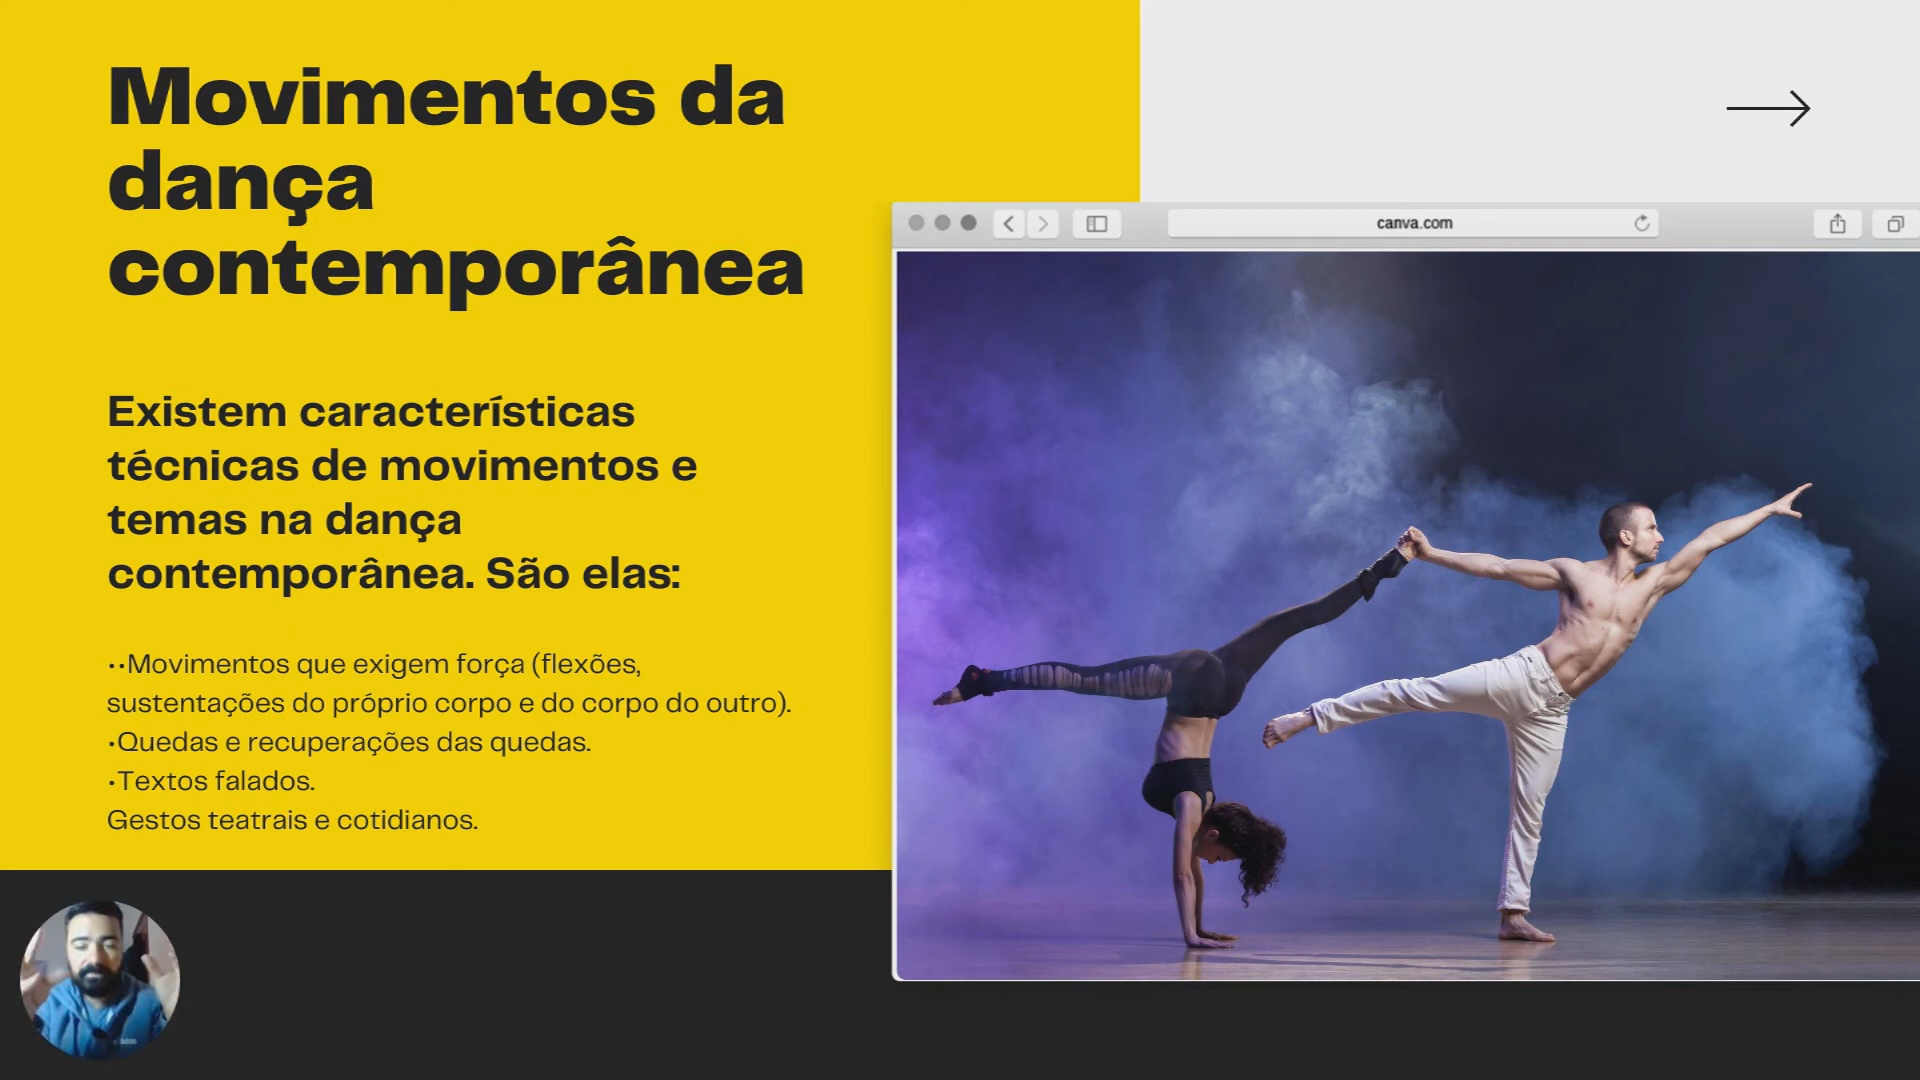 Movimentos da
dança
contemporânea
Existem características
técnicas de movimentos e
temas na dança
contemporânea. São elas:
••Movimentos que exigem força (flexões,
sustentações do próprio corpo e do corpo do outro).
•Quedas e recuperações das quedas.
•Textos falados.
Gestos teatrais e cotidianos.
canva.com